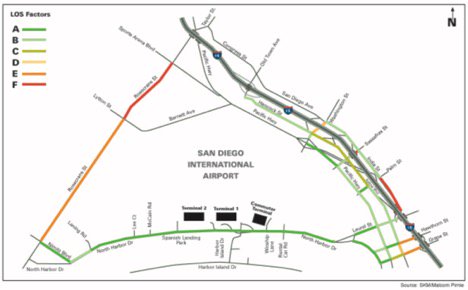 LOS Factors
A
B
C
D
E
F
N
Taylor St
Sports Arena Blvd
Congress St
Old Town Ave
Pacific Hwy
Rosecrans St
San Diego Ave
Hancock St
Washington St
Pacific Hwy
Lytton St
Barnett Ave
Sassafras St
SAN DIEGO
INTERNATIONAL
AIRPORT
India St
Palm St
Pacific Hwy
Rosecrans St
Terminal 2
Terminal 1
Commuter
Terminal
Laning Rd
Lee Ct
McCain Rd
Laurel St
Hawthorn St
Grape St
Nimitz Blvd
North Harbor Dr
Spanish Landing
Park
Harbor
Island Dr
Winship
Lane
Rental
Car Rd
North Harbor Dr
North Harbor Dr
Harbor Island Dr
Source: SKM/Malcolm Pirnie